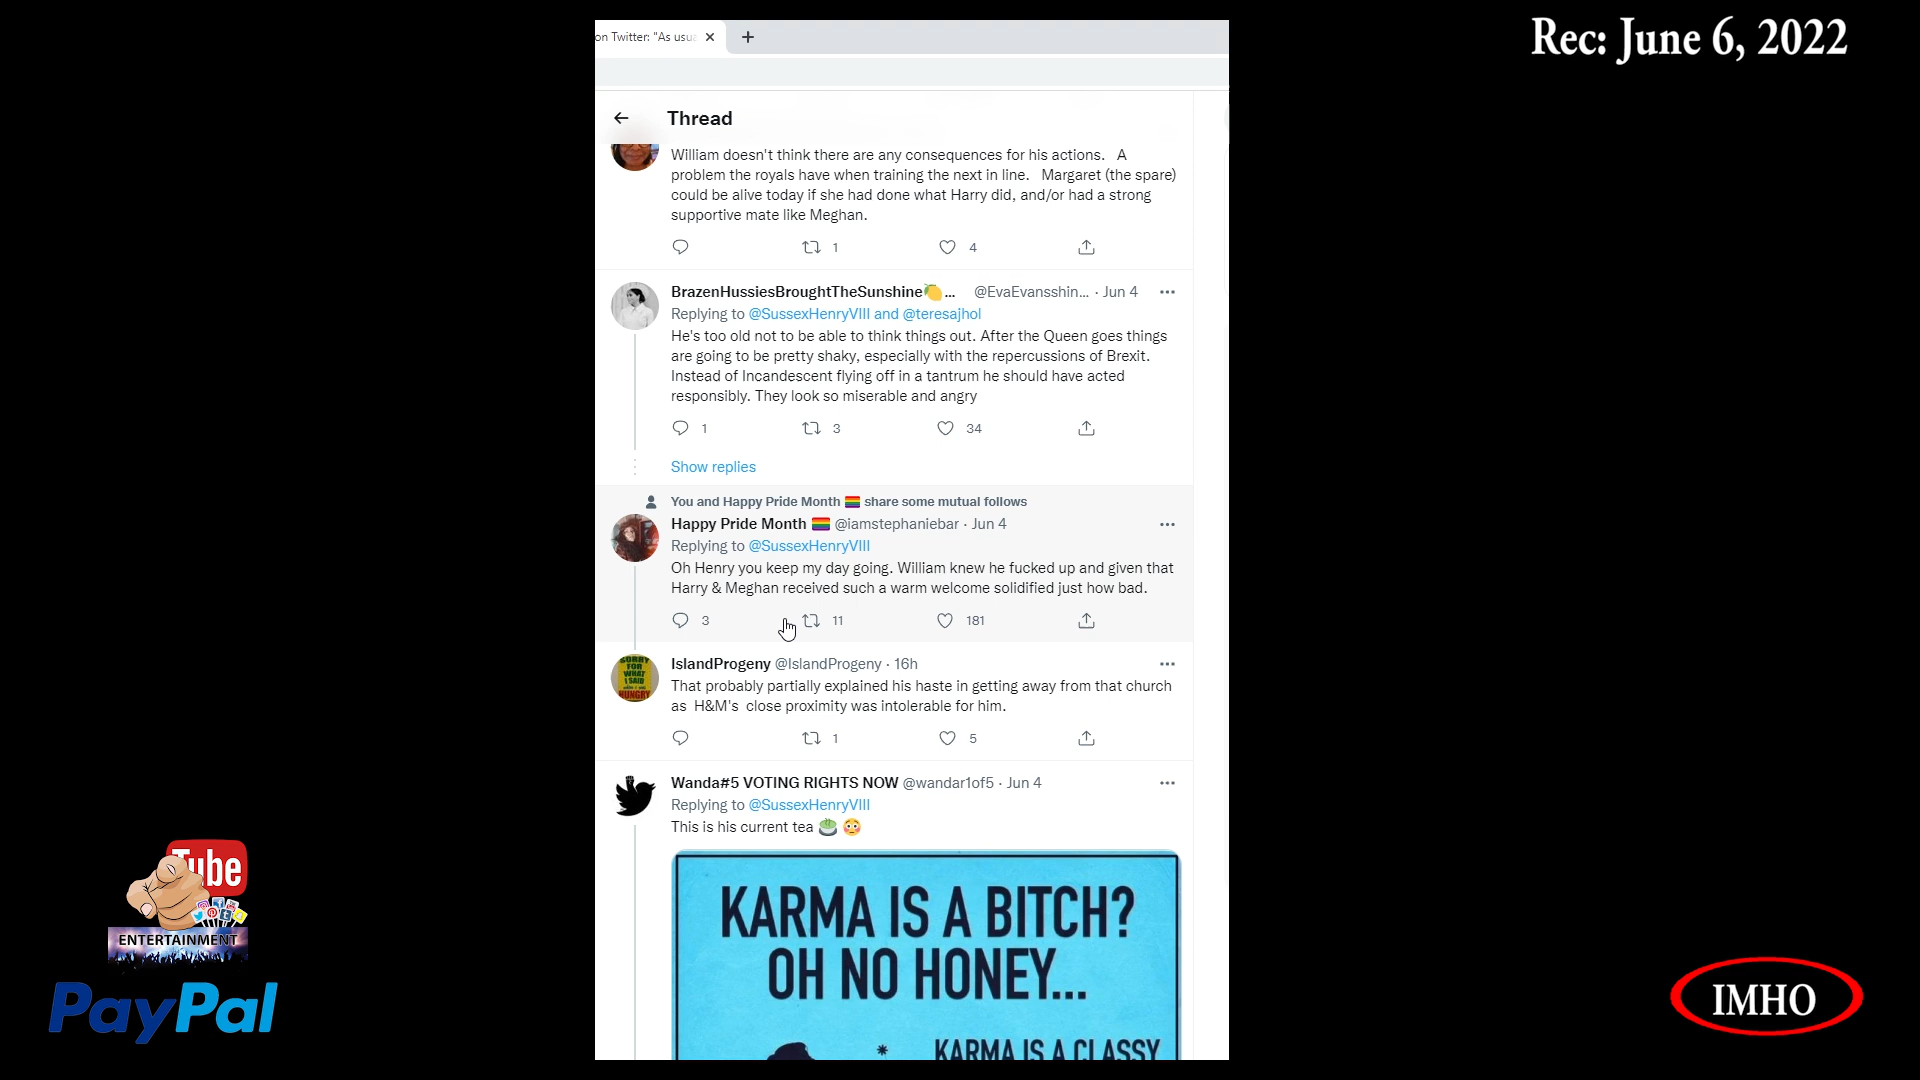 Rec: June 6, 2022
on Twitter: "As usu
Thread
William doesn't think there are any consequences for his actions. A
problem the royals have when training the next in line. Margaret (the spare)
could be alive today if she had done what Harry did, and/or had a strong
supportive mate like Meghan.
1 4
BrazenHussiesBroughtTheSunshine🍋... @EvaEvansshin... · Jun 4
Replying to @SussexHenryVIII and @teresajhol
He's too old not to be able to think things out. After the Queen goes things
are going to be pretty shaky, especially with the repercussions of Brexit.
Instead of Incandescent flying off in a tantrum he should have acted
responsibly. They look so miserable and angry
1 3 34
Show replies
You and Happy Pride Month 🏳️‍🌈 share some mutual follows
Happy Pride Month 🏳️‍🌈 @iamstephaniebar · Jun 4
Replying to @SussexHenryVIII
Oh Henry you keep my day going. William knew he fucked up and given that
Harry & Meghan received such a warm welcome solidified just how bad.
3 11 181
SORRY
FOR
WHAT
I SAID
HUNGRY
IslandProgeny @IslandProgeny · 16h
That probably partially explained his haste in getting away from that church
as H&M's close proximity was intolerable for him.
1 5
Wanda#5 VOTING RIGHTS NOW @wandar1of5 · Jun 4
Replying to @SussexHenryVIII
This is his current tea 🍵 😳
KARMA IS A BITCH?
OH NO HONEY...
KARMA IS A CLASSY
Tube
ENTERTAINMENT
PayPal
IMHO